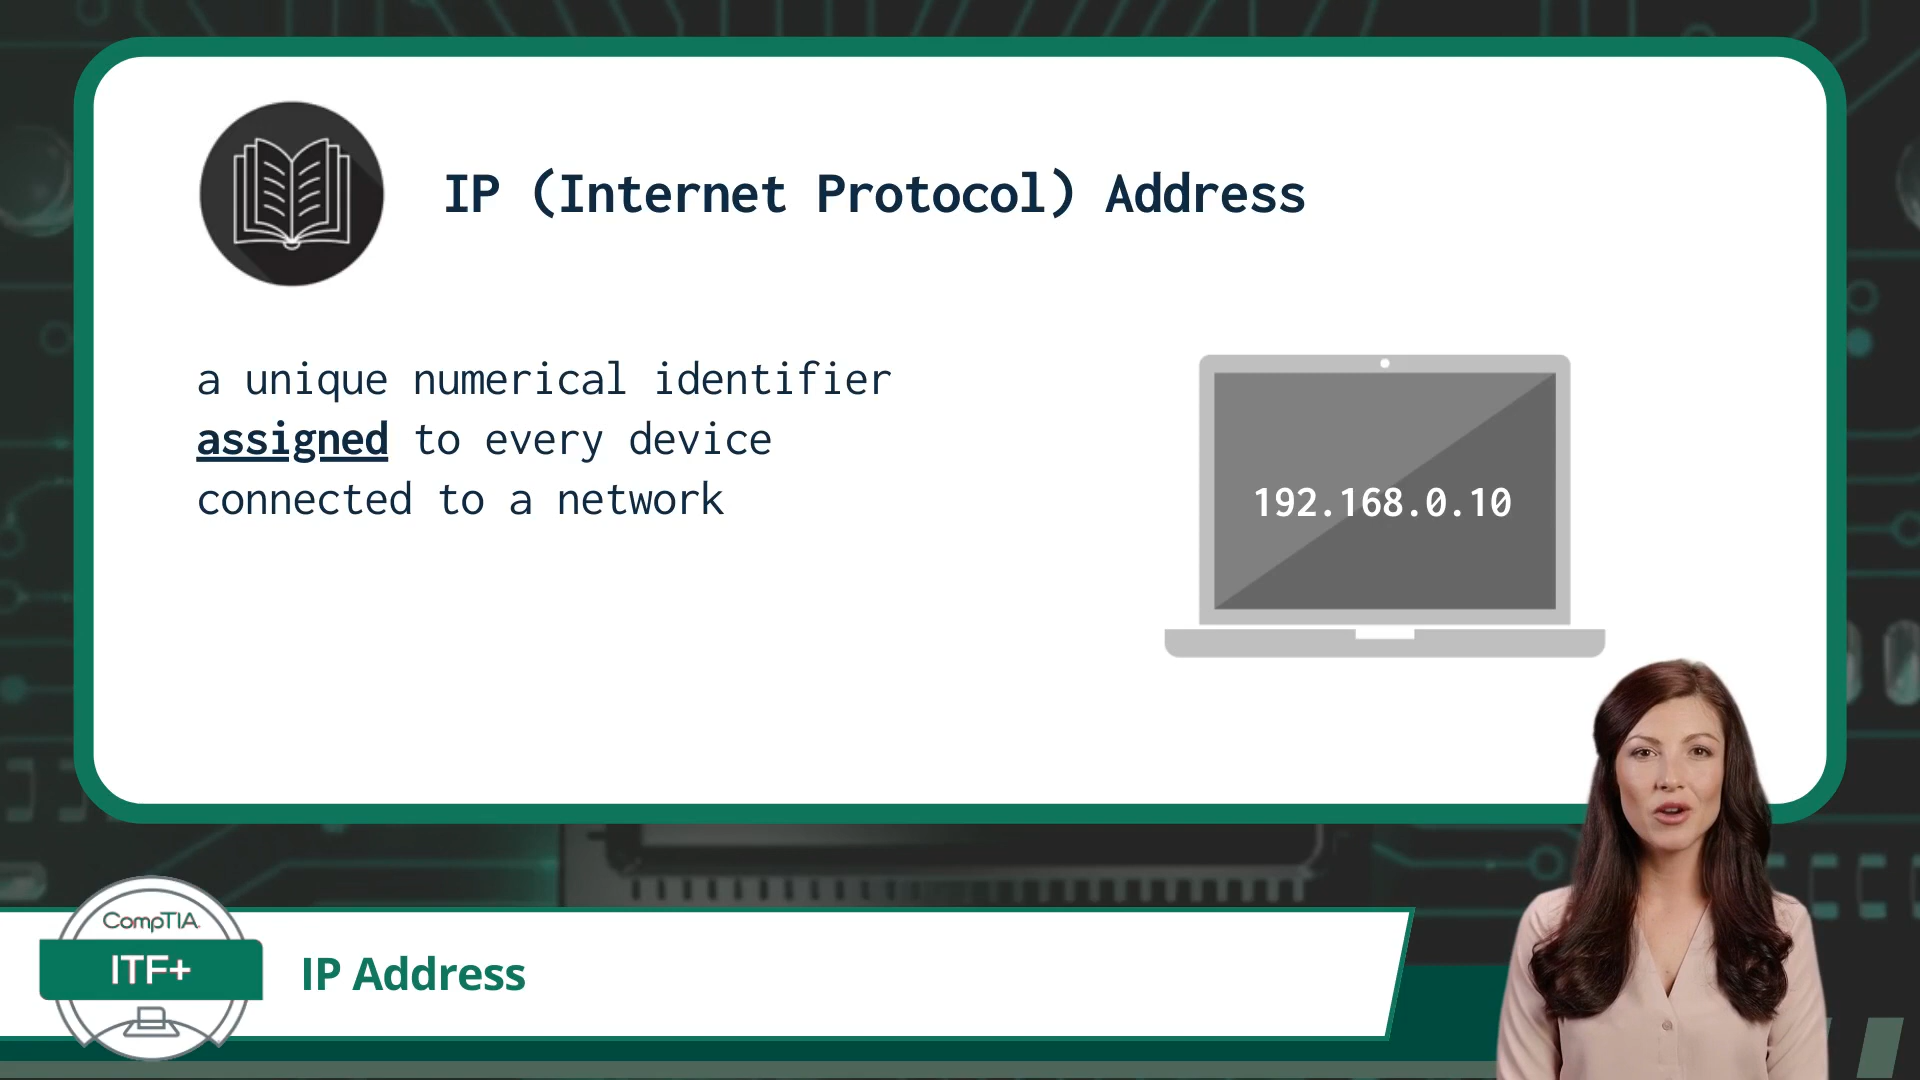 IP (Internet Protocol) Address
a unique numerical identifier
assigned to every device
connected to a network
192.168.0.10
CompTIA.
ITF+
IP Address